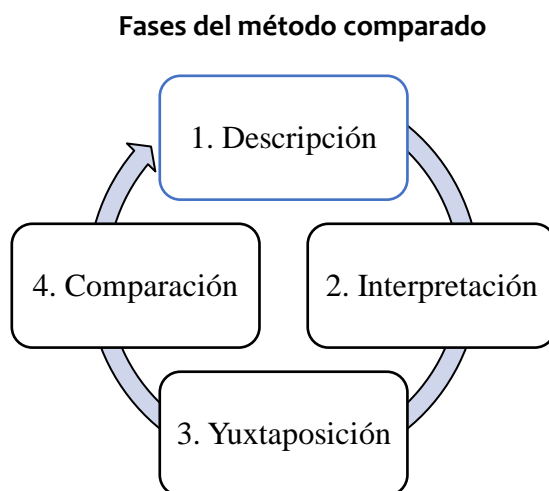 Fases del método comparado
1. Descripción
2. Interpretación
3. Yuxtaposición
4. Comparación